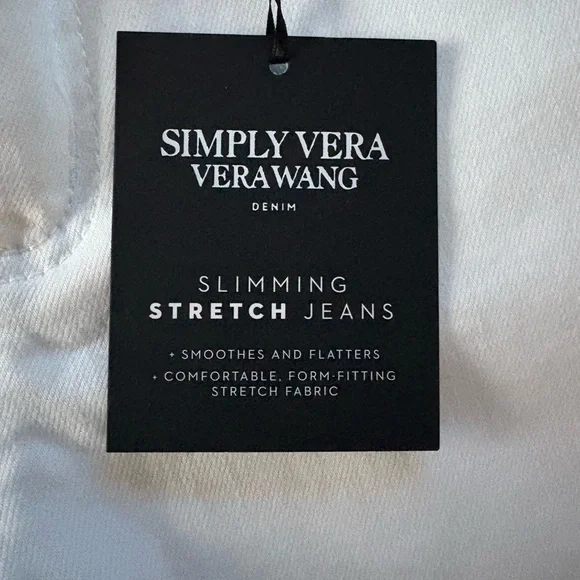 SIMPLY VERA
VERA WANG
DENIM
SLIMMING
STRETCH JEANS
+ SMOOTHES AND FLATTERS
+ COMFORTABLE, FORM-FITTING
STRETCH FABRIC